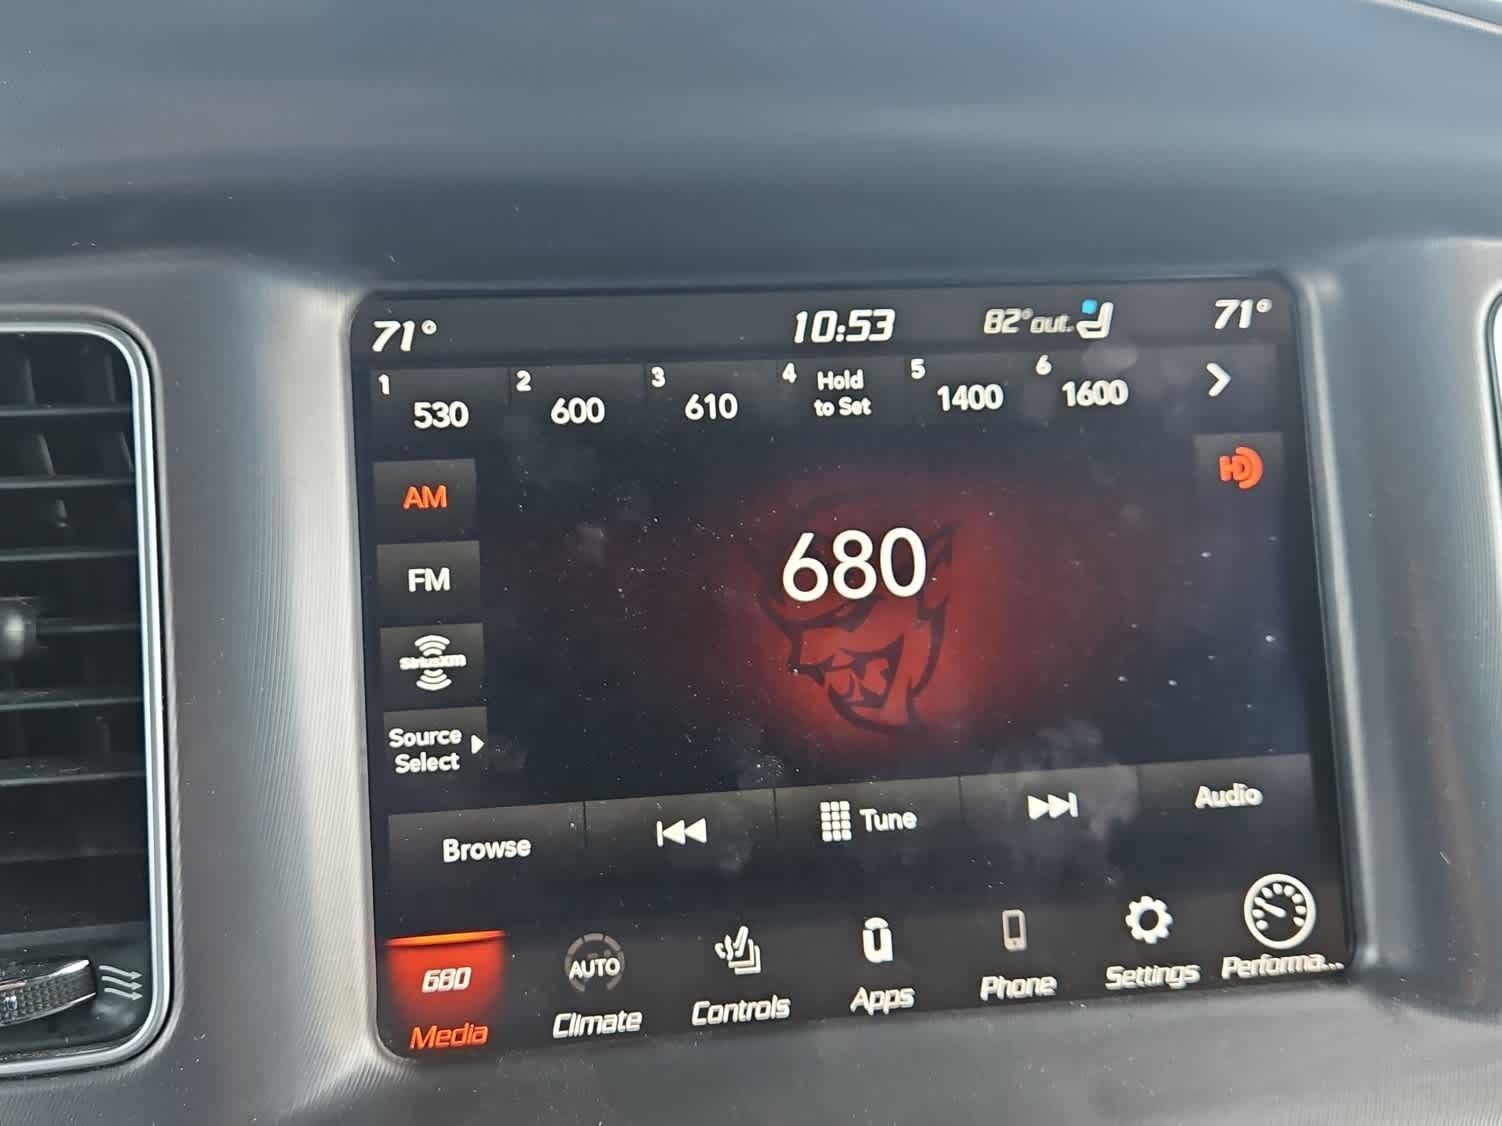 71° 10:53 82°out. 71°
1 530 2 600 3 610 4 Hold to Set 5 1400 6 1600
AM
HD
680
FM
SiriusXM
Source
Select
Browse Tune Audio
680 AUTO
Media Climate Controls Apps Phone Settings Performa...